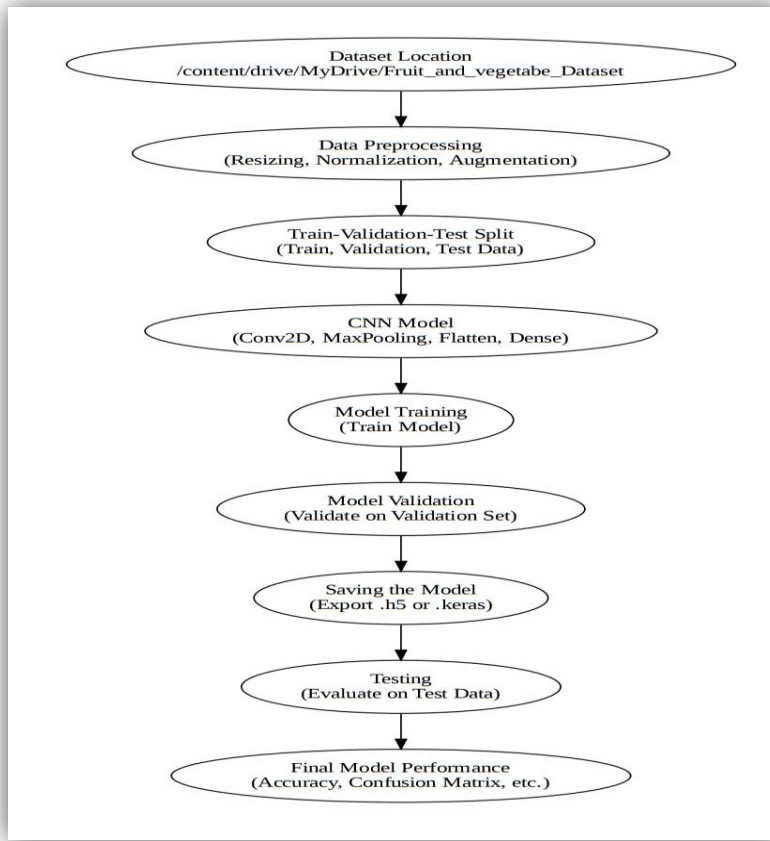 Dataset Location
/content/drive/MyDrive/Fruit_and_vegetabe_Dataset
Data Preprocessing
(Resizing, Normalization, Augmentation)
Train-Validation-Test Split
(Train, Validation, Test Data)
CNN Model
(Conv2D, MaxPooling, Flatten, Dense)
Model Training
(Train Model)
Model Validation
(Validate on Validation Set)
Saving the Model
(Export .h5 or .keras)
Testing
(Evaluate on Test Data)
Final Model Performance
(Accuracy, Confusion Matrix, etc.)